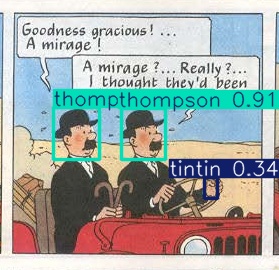 Goodness gracious! ...
A mirage!
A mirage ?... Really ?...
I thought they'd been
thompthompson 0.91
tintin 0.34